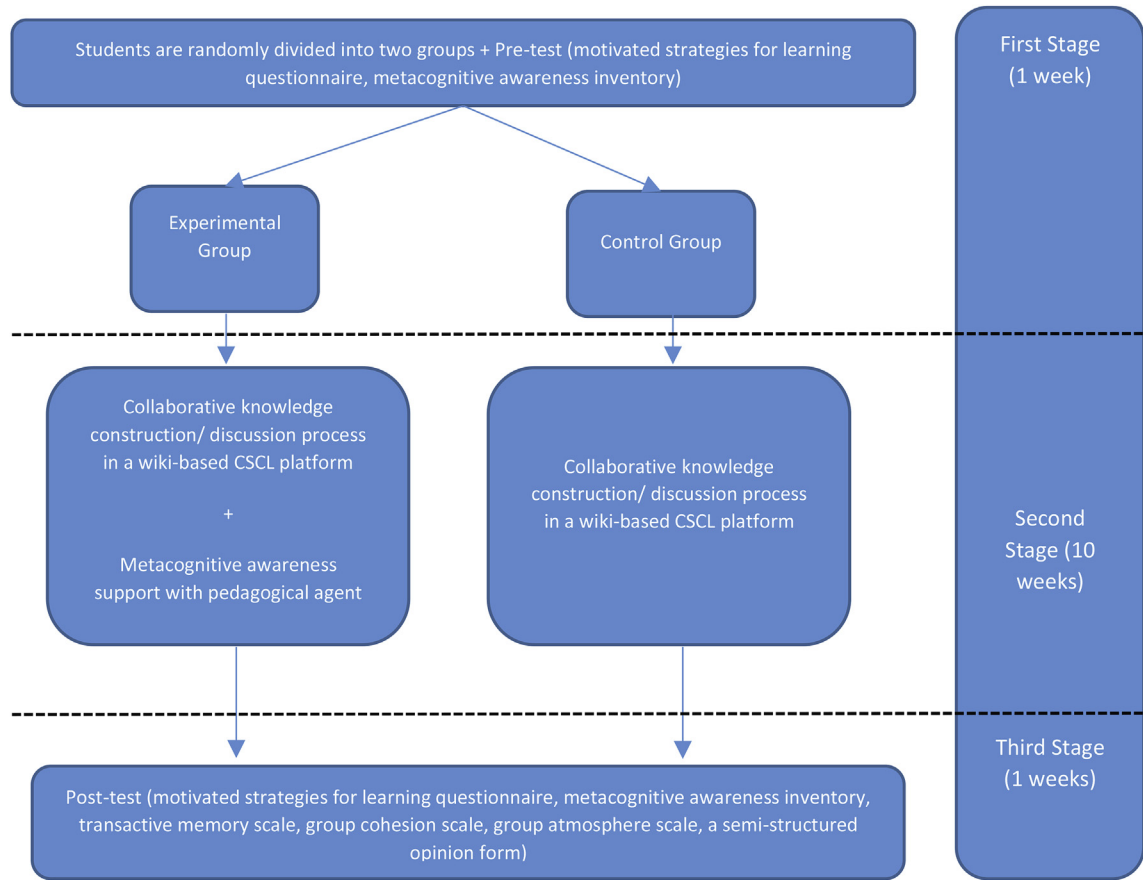 Students are randomly divided into two groups + Pre-test (motivated strategies for learning
questionnaire, metacognitive awareness inventory)
First Stage
(1 week)
Experimental
Group
Control Group
Collaborative knowledge
construction/ discussion process
in a wiki-based CSCL platform
+
Metacognitive awareness
support with pedagogical agent
Collaborative knowledge
construction/ discussion process
in a wiki-based CSCL platform
Second
Stage (10
weeks)
Third Stage
(1 weeks)
Post-test (motivated strategies for learning questionnaire, metacognitive awareness inventory,
transactive memory scale, group cohesion scale, group atmosphere scale, a semi-structured
opinion form)